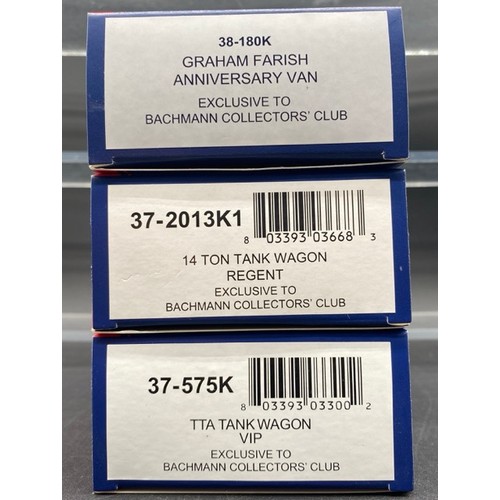 38-180K
GRAHAM FARISH
ANNIVERSARY VAN
EXCLUSIVE TO
BACHMANN COLLECTORS' CLUB
37-2013K1
8 03393 03668 3
14 TON TANK WAGON
REGENT
EXCLUSIVE TO
BACHMANN COLLECTORS' CLUB
37-575K
8 03393 03300 2
TTA TANK WAGON
VIP
EXCLUSIVE TO
BACHMANN COLLECTORS' CLUB